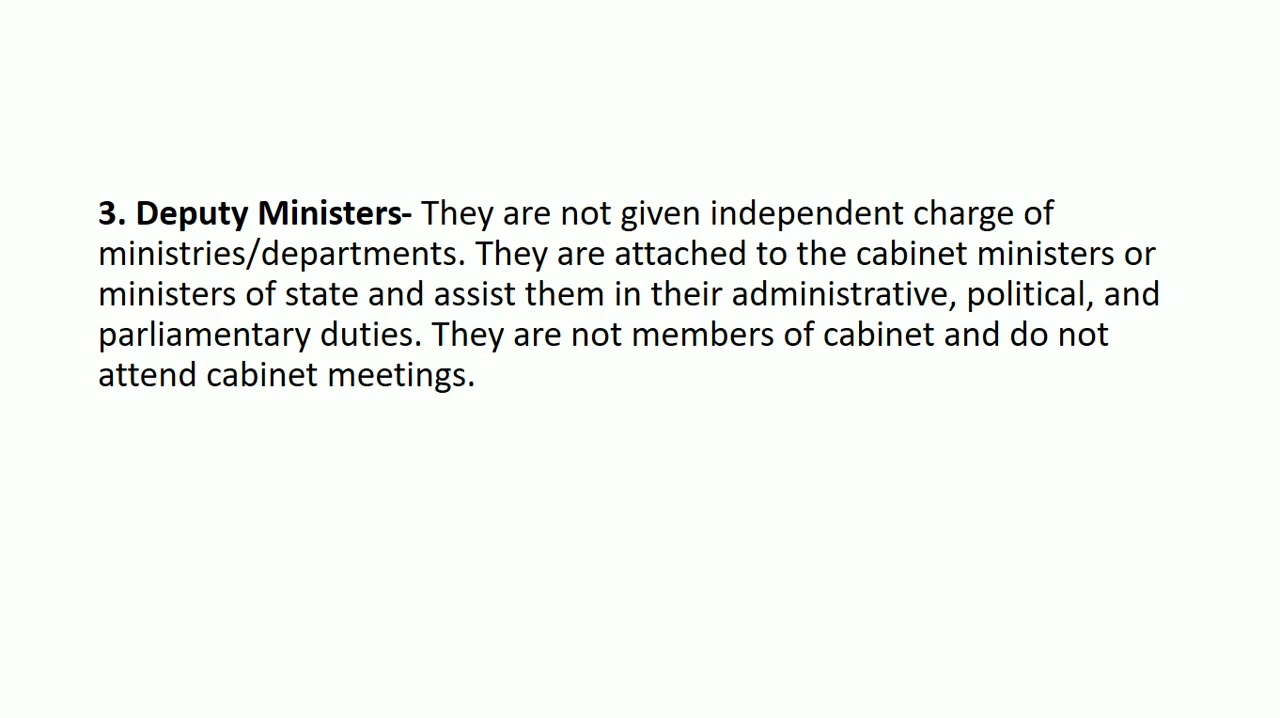 3. Deputy Ministers- They are not given independent charge of
ministries/departments. They are attached to the cabinet ministers or
ministers of state and assist them in their administrative, political, and
parliamentary duties. They are not members of cabinet and do not
attend cabinet meetings.